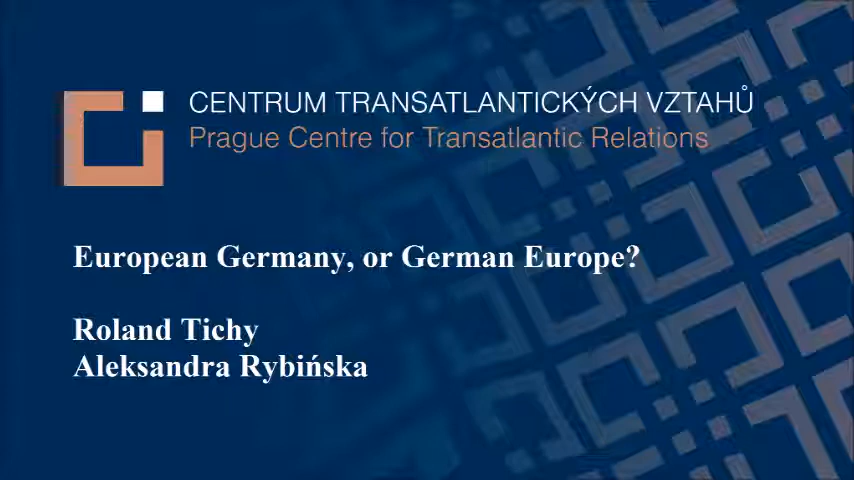 CENTRUM TRANSATLANTICKÝCH VZTAHŮ
Prague Centre for Transatlantic Relations
European Germany, or German Europe?
Roland Tichy
Aleksandra Rybińska